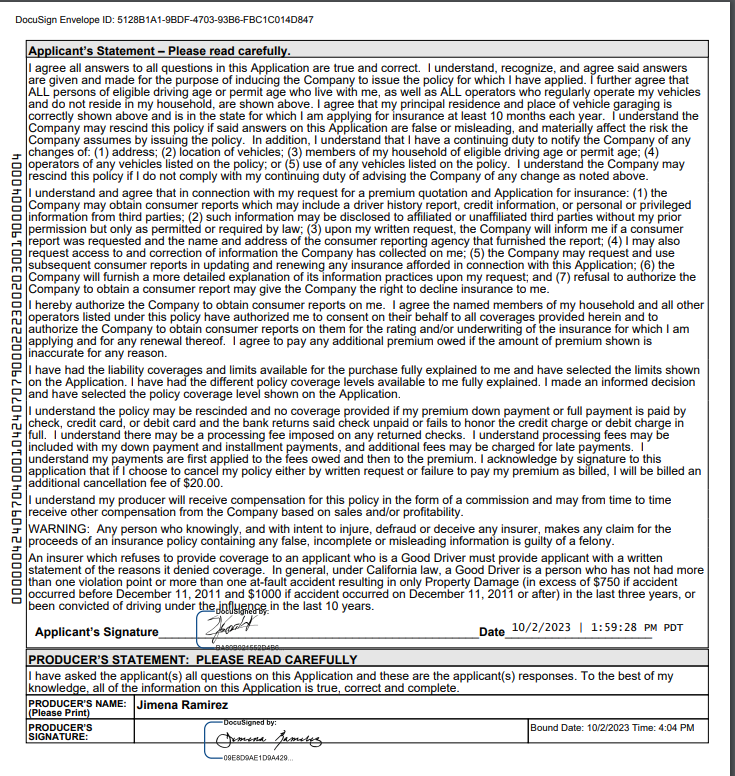 DocuSign Envelope ID: 5128B1A1-9BDF-4703-93B6-FBC1C014D847
Applicant's Statement – Please read carefully.
I agree all answers to all questions in this Application are true and correct.  I understand, recognize, and agree said answers
are given and made for the purpose of inducing the Company to issue the policy for which I have applied. I further agree that
ALL persons of eligible driving age or permit age who live with me, as well as ALL operators who regularly operate my vehicles
and do not reside in my household, are shown above. I agree that my principal residence and place of vehicle garaging is
correctly shown above and is in the state for which I am applying for insurance at least 10 months each year.  I understand the
Company may rescind this policy if said answers on this Application are false or misleading, and materially affect the risk the
Company assumes by issuing the policy.  In addition, I understand that I have a continuing duty to notify the Company of any
changes of: (1) address; (2) location of vehicles; (3) members of my household of eligible driving age or permit age; (4)
operators of any vehicles listed on the policy; or (5) use of any vehicles listed on the policy.  I understand the Company may
rescind this policy if I do not comply with my continuing duty of advising the Company of any change as noted above.
I understand and agree that in connection with my request for a premium quotation and Application for insurance: (1) the
Company may obtain consumer reports which may include a driver history report, credit information, or personal or privileged
information from third parties; (2) such information may be disclosed to affiliated or unaffiliated third parties without my prior
permission but only as permitted or required by law; (3) upon my written request, the Company will inform me if a consumer
report was requested and the name and address of the consumer reporting agency that furnished the report; (4) I may also
request access to and correction of information the Company has collected on me; (5) the Company may request and use
subsequent consumer reports in updating and renewing any insurance afforded in connection with this Application; (6) the
Company will furnish a more detailed explanation of its information practices upon my request; and (7) refusal to authorize the
Company to obtain a consumer report may give the Company the right to decline insurance to me.
I hereby authorize the Company to obtain consumer reports on me.  I agree the named members of my household and all other
operators listed under this policy have authorized me to consent on their behalf to all coverages provided herein and to
authorize the Company to obtain consumer reports on them for the rating and/or underwriting of the insurance for which I am
applying and for any renewal thereof.  I agree to pay any additional premium owed if the amount of premium shown is
inaccurate for any reason.
I have had the liability coverages and limits available for the purchase fully explained to me and have selected the limits shown
on the Application. I have had the different policy coverage levels available to me fully explained. I made an informed decision
and have selected the policy coverage level shown on the Application.
I understand the policy may be rescinded and no coverage provided if my premium down payment or full payment is paid by
check, credit card, or debit card and the bank returns said check unpaid or fails to honor the credit charge or debit charge in
full.  I understand there may be a processing fee imposed on any returned checks.  I understand processing fees may be
included with my down payment and installment payments, and additional fees may be charged for late payments.  I
understand my payments are first applied to the fees owed and then to the premium. I acknowledge by signature to this
application that if I choose to cancel my policy either by written request or failure to pay my premium as billed, I will be billed an
additional cancellation fee of $20.00.
I understand my producer will receive compensation for this policy in the form of a commission and may from time to time
receive other compensation from the Company based on sales and/or profitability.
WARNING:  Any person who knowingly, and with intent to injure, defraud or deceive any insurer, makes any claim for the
proceeds of an insurance policy containing any false, incomplete or misleading information is guilty of a felony.
An insurer which refuses to provide coverage to an applicant who is a Good Driver must provide applicant with a written
statement of the reasons it denied coverage.  In general, under California law, a Good Driver is a person who has not had more
than one violation point or more than one at-fault accident resulting in only Property Damage (in excess of $750 if accident
occurred before December 11, 2011 and $1000 if accident occurred on December 11, 2011 or after) in the last three years, or
been convicted of driving under the influence in the last 10 years.
DocuSigned by:
Applicant's Signature Date 10/2/2023 | 1:59:28 PM PDT
PRODUCER'S STATEMENT:  PLEASE READ CAREFULLY
I have asked the applicant(s) all questions on this Application and these are the applicant(s) responses. To the best of my
knowledge, all of the information on this Application is true, correct and complete.
PRODUCER'S NAME: Jimena Ramirez
(Please Print)
DocuSigned by:
PRODUCER'S SIGNATURE: Jimena Ramirez Bound Date: 10/2/2023 Time: 4:04 PM
09E8D9AE1D9A429...